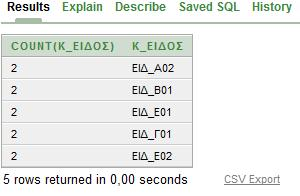 Results Explain Describe Saved SQL History
COUNT(Κ_ΕΙΔΟΣ) Κ_ΕΙΔΟΣ
2 ΕΙΔ_Α02
2 ΕΙΔ_Β01
2 ΕΙΔ_Ε01
2 ΕΙΔ_Γ01
2 ΕΙΔ_Ε02
5 rows returned in 0,00 seconds CSV Export